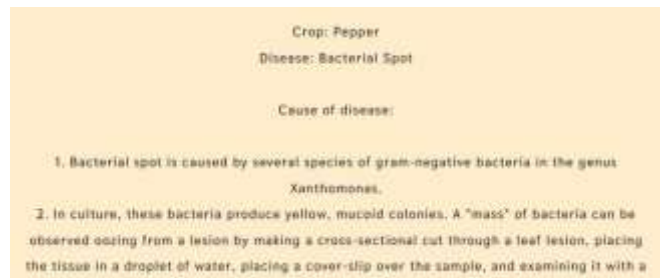 Crop: Pepper
Disease: Bacterial Spot
Cause of disease:
1. Bacterial spot is caused by several species of gram-negative bacteria in the genus
Xanthomonas.
2. In culture, these bacteria produce yellow, mucoid colonies. A "mass" of bacteria can be
observed oozing from a lesion by making a cross-sectional cut through a leaf lesion, placing
the tissue in a droplet of water, placing a cover-slip over the sample, and examining it with a